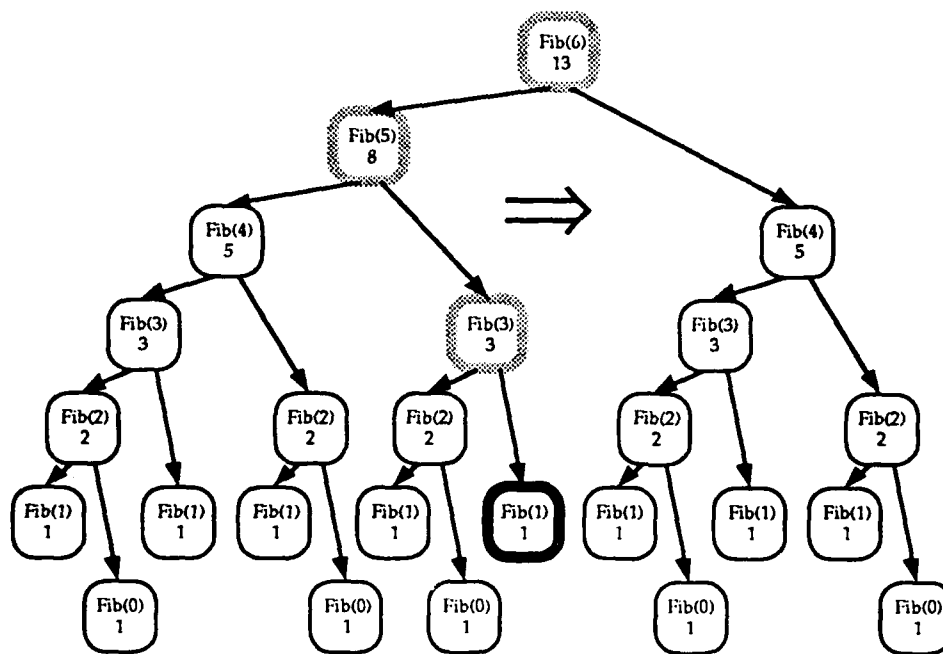 Fib(6)
13
Fib(5)
8
Fib(4)
5
Fib(4)
5
Fib(3)
3
Fib(3)
3
Fib(3)
3
Fib(2)
2
Fib(2)
2
Fib(2)
2
Fib(2)
2
Fib(2)
2
Fib(1)
1
Fib(1)
1
Fib(1)
1
Fib(1)
1
Fib(1)
1
Fib(1)
1
Fib(1)
1
Fib(1)
1
Fib(0)
1
Fib(0)
1
Fib(0)
1
Fib(0)
1
Fib(0)
1